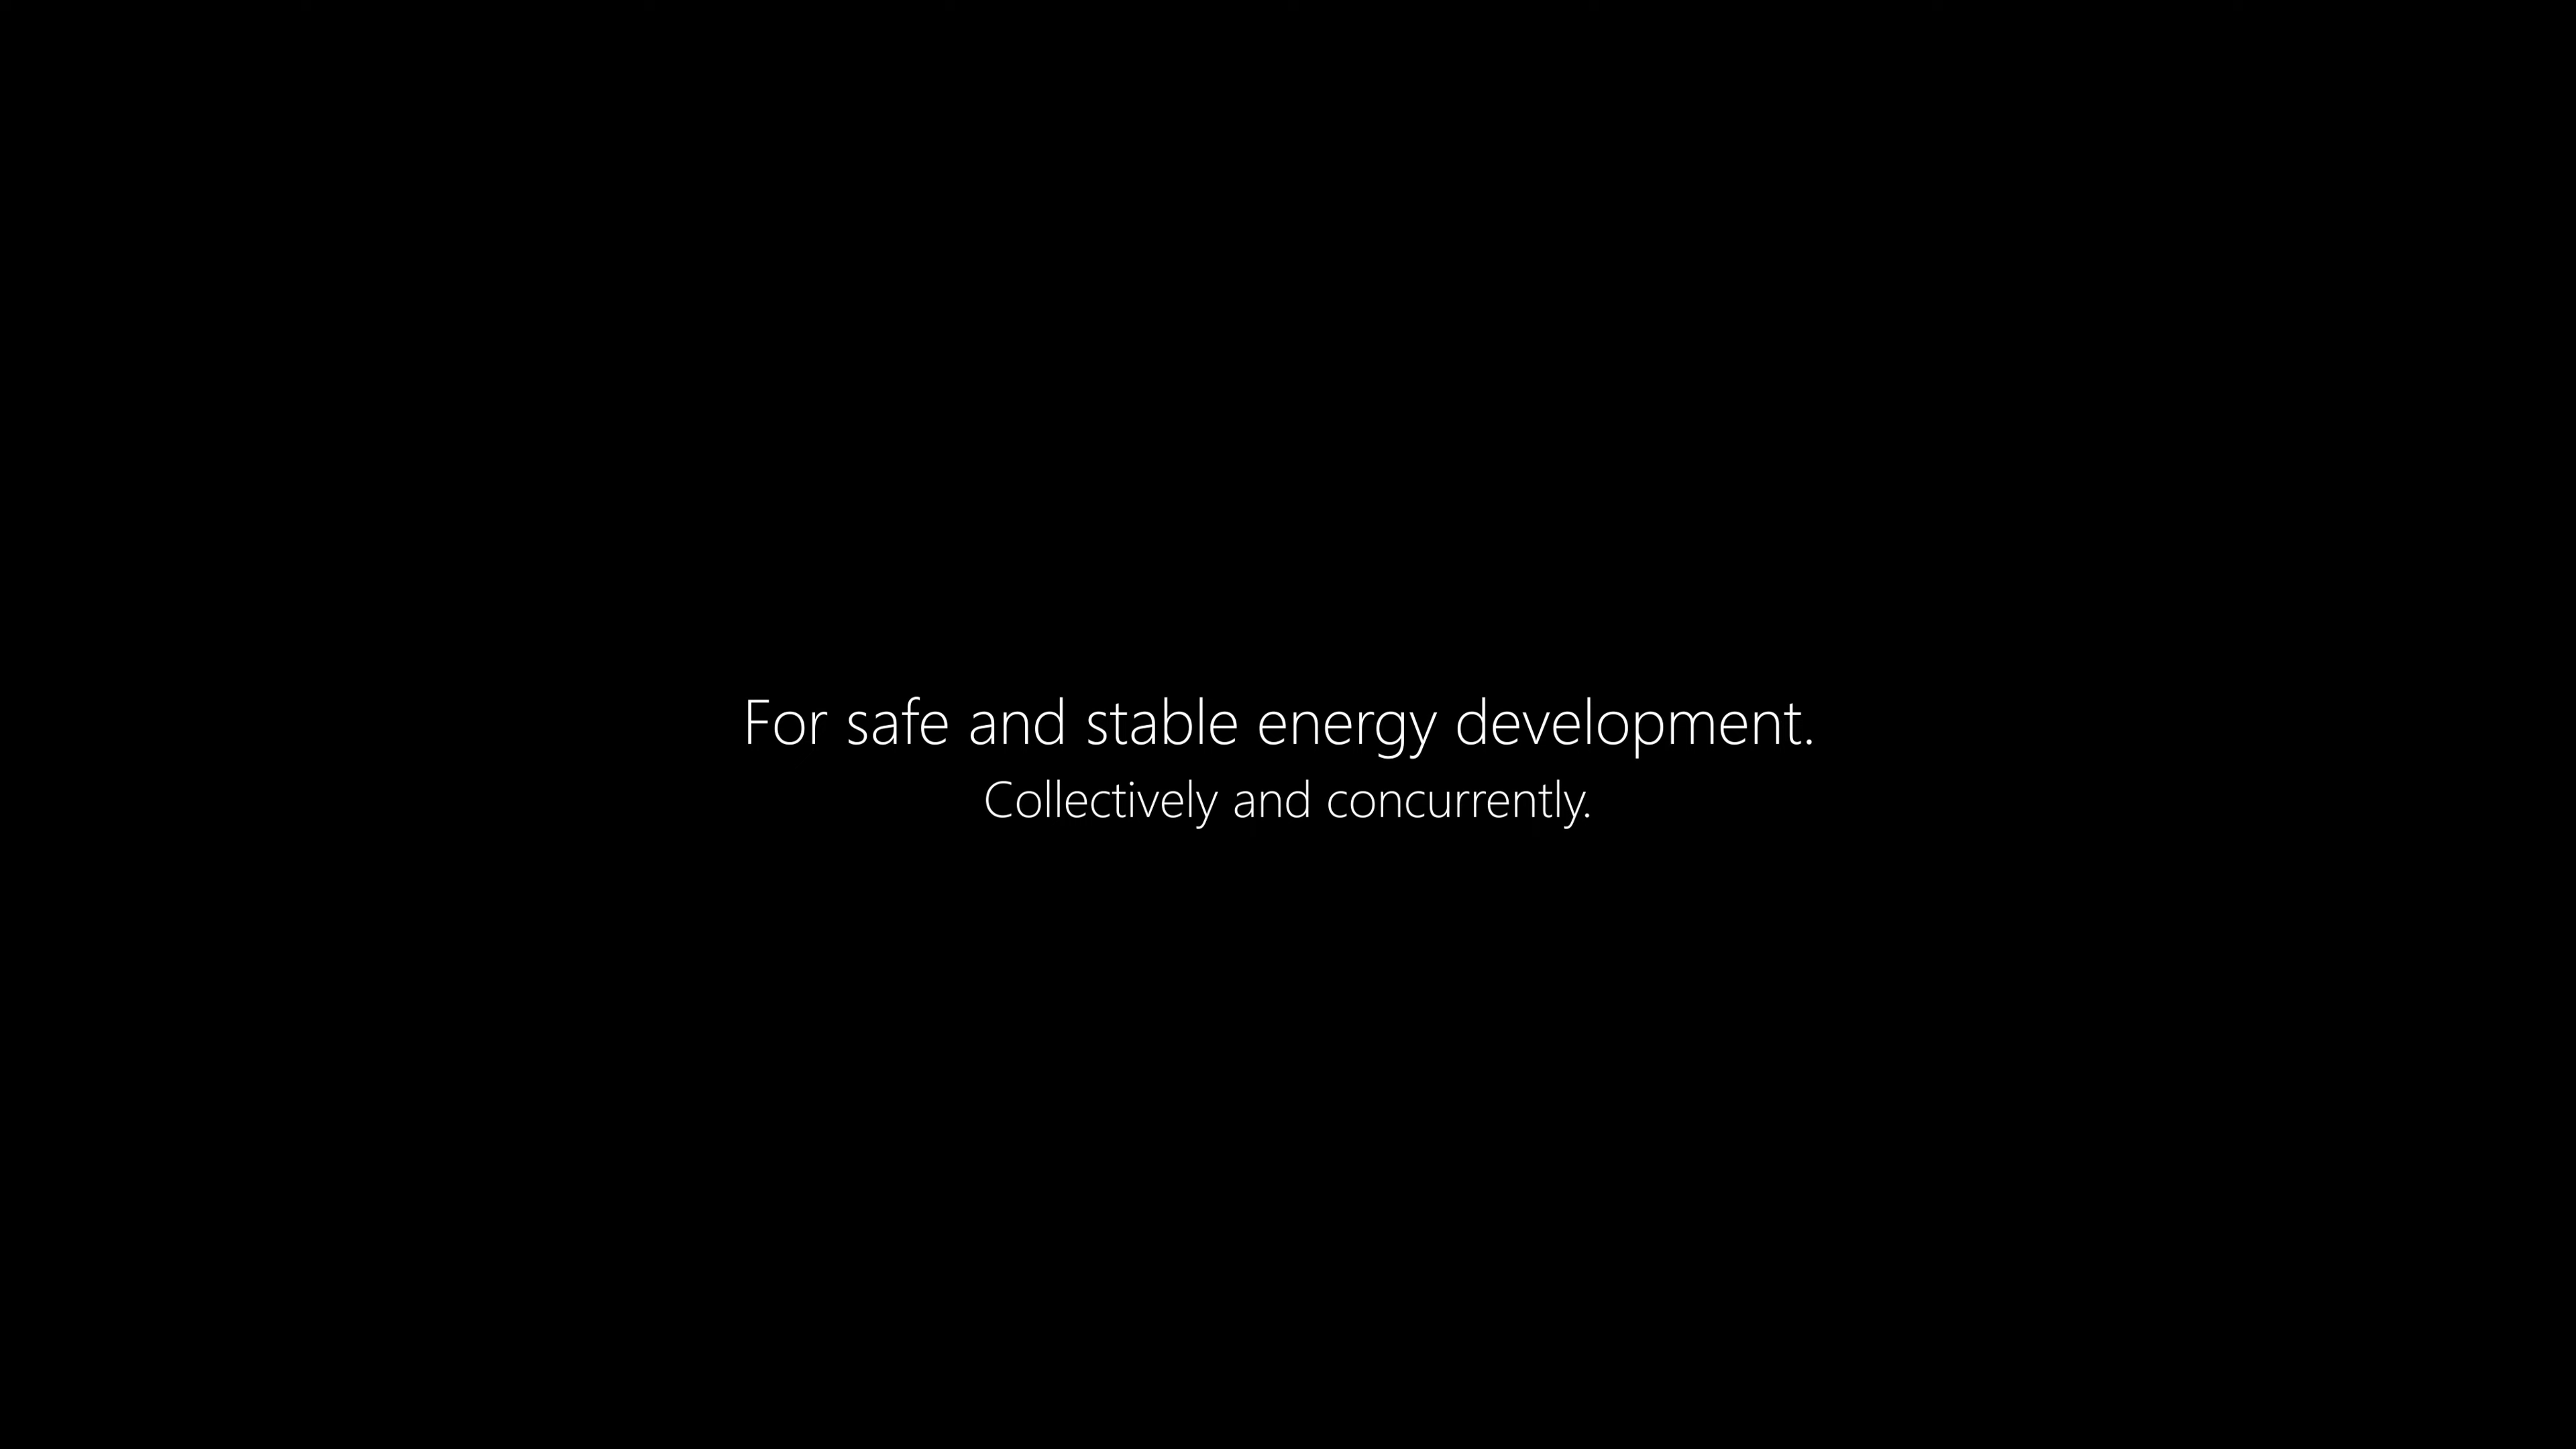 For safe and stable energy development.
Collectively and concurrently.